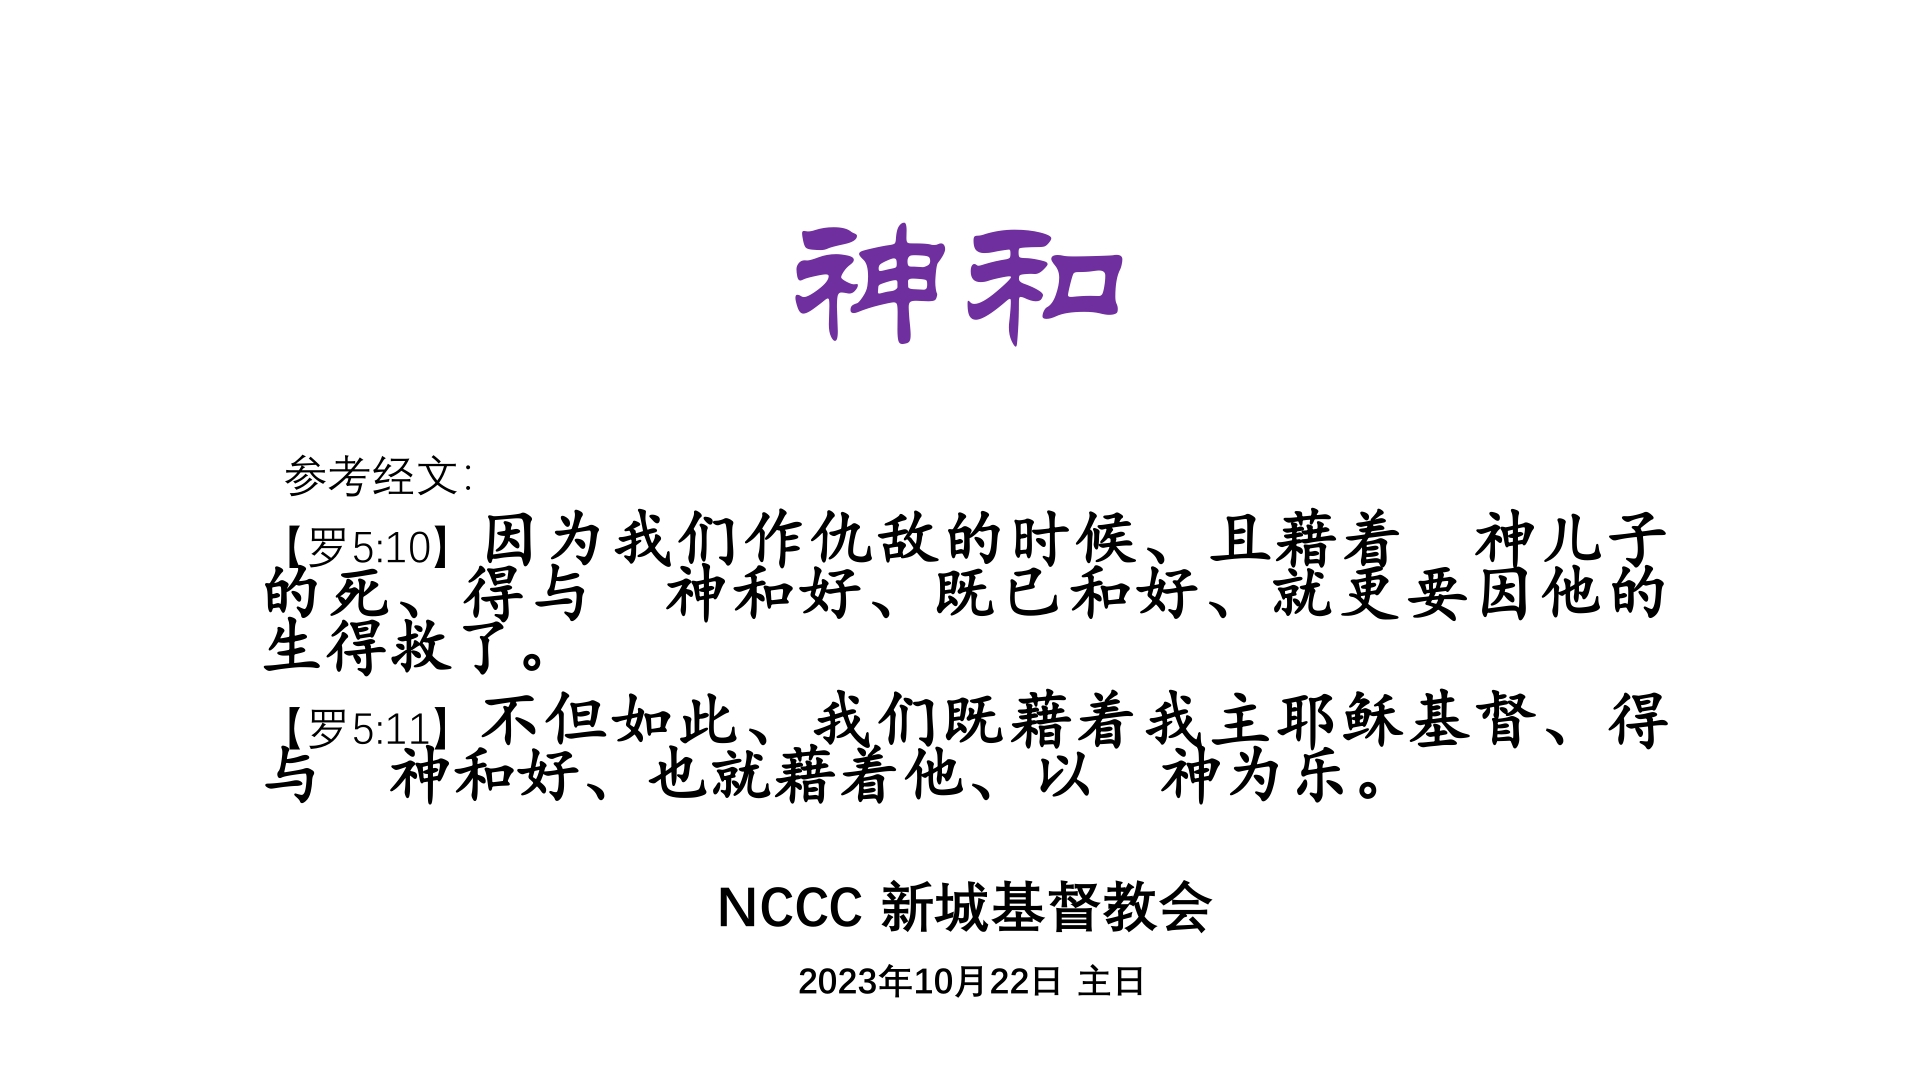 神和
参考经文:
【罗5:10】因为我们作仇敌的时候、且藉着　神儿子
的死、得与　神和好、既已和好、就更要因他的
生得救了。
【罗5:11】不但如此、我们既藉着我主耶稣基督、得
与　神和好、也就藉着他、以　神为乐。
NCCC 新城基督教会
2023年10月22日 主日